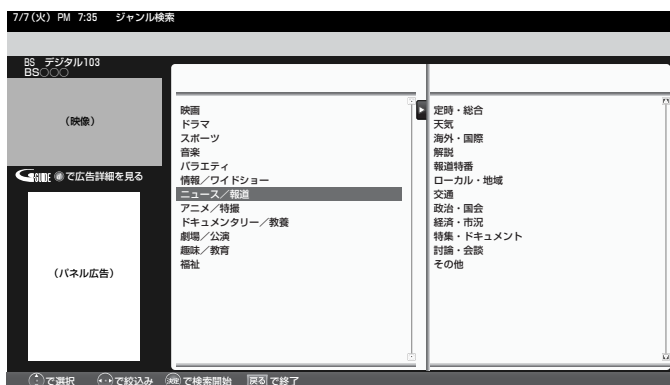 7/7(火) PM 7:35 ジャンル検索
BS デジタル103
BS○○○
(映像)
G GUIDE で広告詳細を見る
(パネル広告)
映画
ドラマ
スポーツ
音楽
バラエティ
情報／ワイドショー
ニュース／報道
アニメ／特撮
ドキュメンタリー／教養
劇場／公演
趣味／教育
福祉
定時・総合
天気
海外・国際
解説
報道特番
ローカル・地域
交通
政治・国会
経済・市況
特集・ドキュメント
討論・会談
その他
で選択 で絞込み 決定 で検索開始 戻る で終了